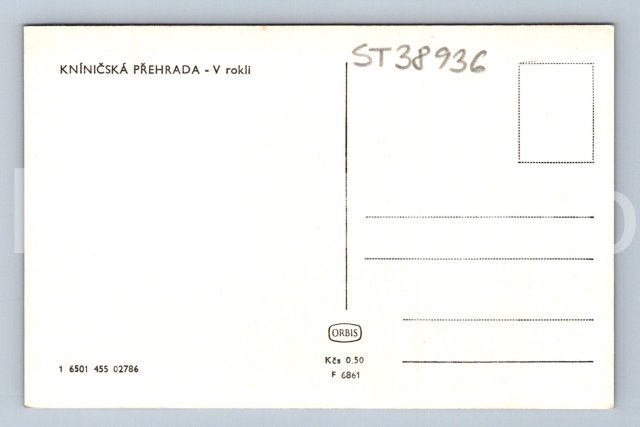 KNÍNIČSKÁ PŘEHRADA - V rokli
ST38936
ORBIS
Kčs 0.50
F 6861
1 6501 455 02786